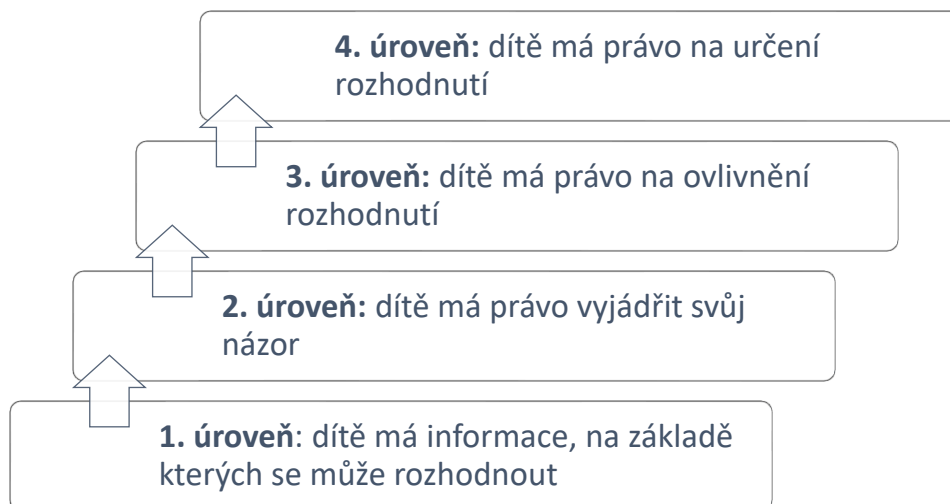 4. úroveň: dítě má právo na určení
rozhodnutí
3. úroveň: dítě má právo na ovlivnění
rozhodnutí
2. úroveň: dítě má právo vyjádřit svůj
názor
1. úroveň: dítě má informace, na základě
kterých se může rozhodnout